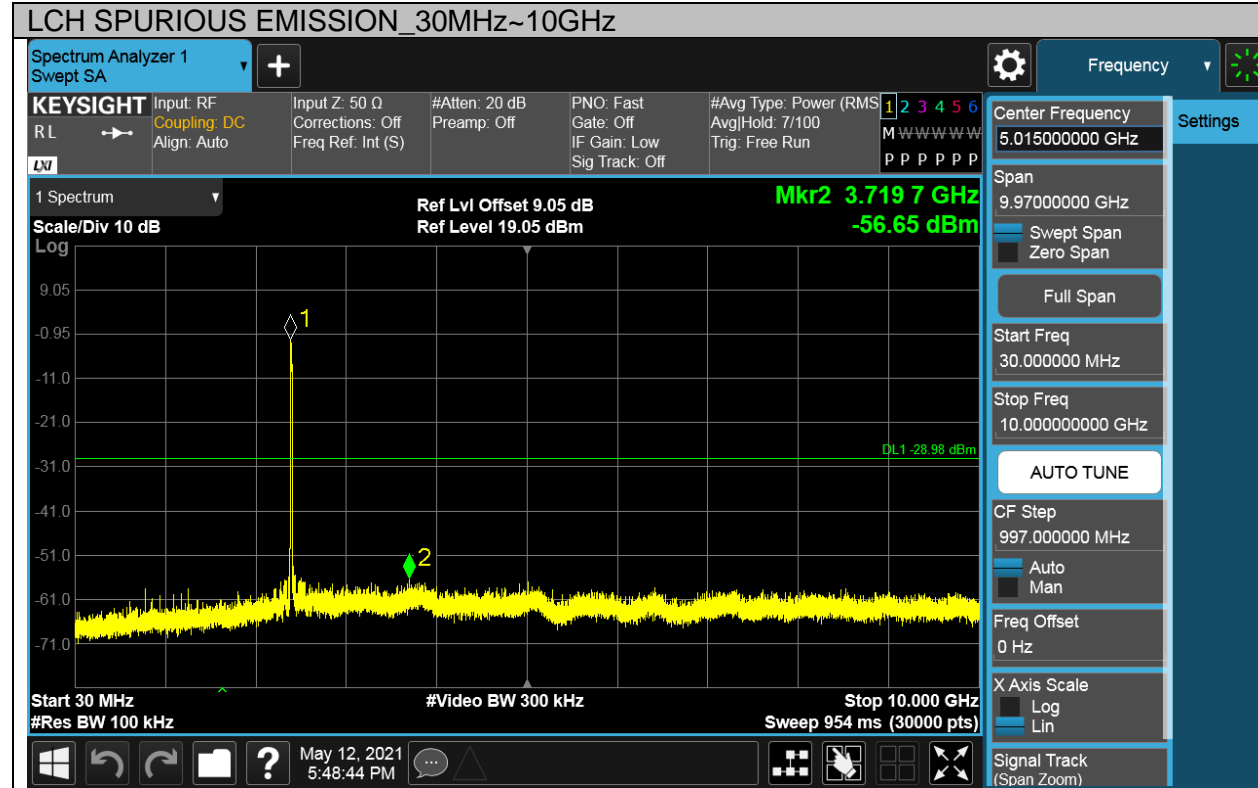 LCH SPURIOUS EMISSION_30MHz~10GHz
Spectrum Analyzer 1
Swept SA
Frequency
KEYSIGHT
RL
LXI
Input: RF
Coupling: DC
Align: Auto
Input Z: 50 Ω
Corrections: Off
Freq Ref: Int (S)
#Atten: 20 dB
Preamp: Off
PNO: Fast
Gate: Off
IF Gain: Low
Sig Track: Off
#Avg Type: Power (RMS
Avg|Hold: 7/100
Trig: Free Run
1 2 3 4 5 6
M W W W W W
P P P P P P
1 Spectrum
Scale/Div 10 dB
Ref Lvl Offset 9.05 dB
Ref Level 19.05 dBm
Mkr2 3.719 7 GHz
-56.65 dBm
Log
9.05
-0.95
-11.0
-21.0
-31.0
-41.0
-51.0
-61.0
-71.0
1
2
DL1 -28.98 dBm
Start 30 MHz
#Res BW 100 kHz
#Video BW 300 kHz
Stop 10.000 GHz
Sweep 954 ms (30000 pts)
?
May 12, 2021
5:48:44 PM
Center Frequency
5.015000000 GHz
Span
9.97000000 GHz
Swept Span
Zero Span
Full Span
Start Freq
30.000000 MHz
Stop Freq
10.000000000 GHz
AUTO TUNE
CF Step
997.000000 MHz
Auto
Man
Freq Offset
0 Hz
X Axis Scale
Log
Lin
Signal Track
(Span Zoom)
Settings